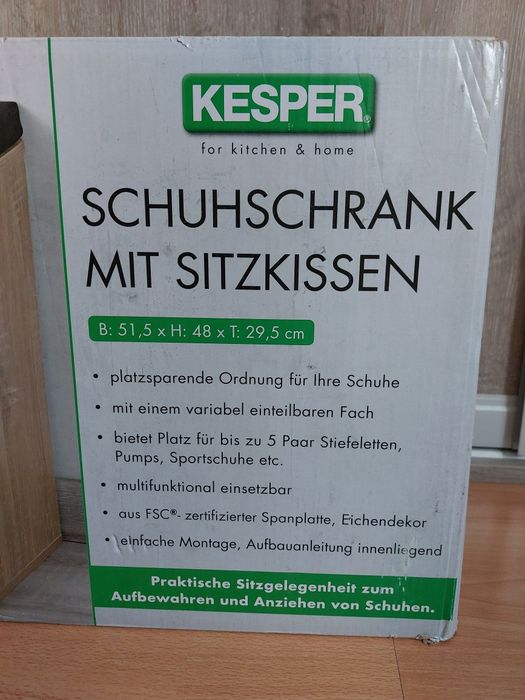 KESPER®
for kitchen & home
SCHUHSCHRANK
MIT SITZKISSEN
B: 51,5 x H: 48 x T: 29,5 cm
• platzsparende Ordnung für Ihre Schuhe
• mit einem variabel einteilbaren Fach
• bietet Platz für bis zu 5 Paar Stiefeletten,
Pumps, Sportschuhe etc.
• multifunktional einsetzbar
• aus FSC®- zertifizierter Spanplatte, Eichendekor
• einfache Montage, Aufbauanleitung innenliegend
Praktische Sitzgelegenheit zum
Aufbewahren und Anziehen von Schuhen.